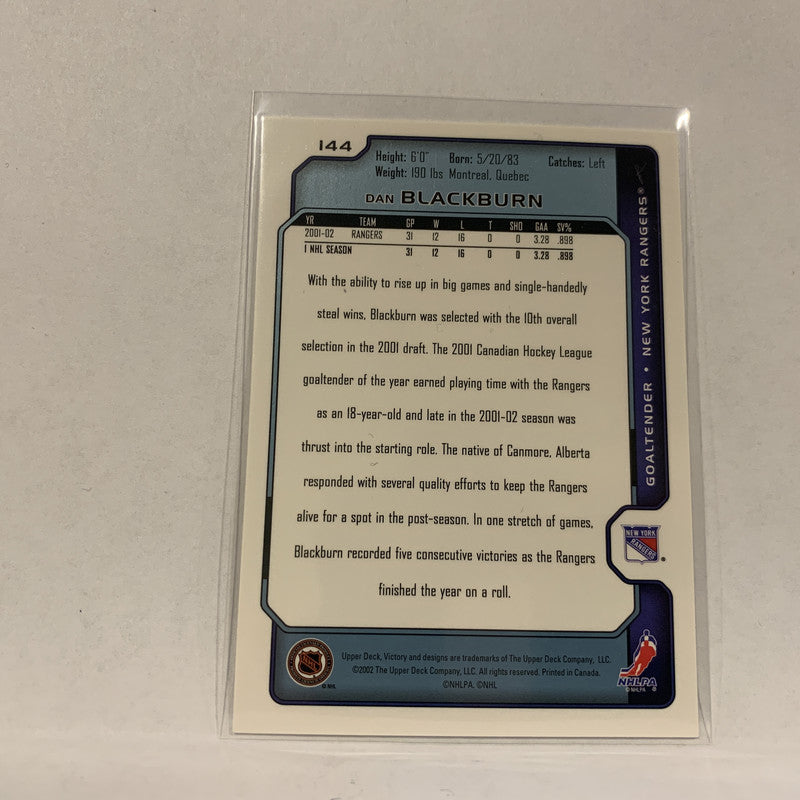 144
Height: 6'0" Born: 5/20/83 Catches: Left
Weight: 190 lbs Montreal, Quebec
DAN BLACKBURN
YR TEAM GP W L T SHO GAA SV%
2001-02 RANGERS 31 12 16 0 0 3.28 .898
1 NHL SEASON 31 12 16 0 0 3.28 .898
With the ability to rise up in big games and single-handedly
steal wins, Blackburn was selected with the 10th overall
selection in the 2001 draft. The 2001 Canadian Hockey League
goaltender of the year earned playing time with the Rangers
as an 18-year-old and late in the 2001-02 season was
thrust into the starting role. The native of Canmore, Alberta
responded with several quality efforts to keep the Rangers
alive for a spot in the post-season. In one stretch of games,
Blackburn recorded five consecutive victories as the Rangers
finished the year on a roll.
GOALTENDER • NEW YORK RANGERS®
NEW YORK
RANGERS
®
NHL
©NHL
Upper Deck, Victory and designs are trademarks of The Upper Deck Company, LLC.
©2002 The Upper Deck Company, LLC. All rights reserved. Printed in Canada.
©NHLPA. ©NHL
NHLPA
©NHLPA ®